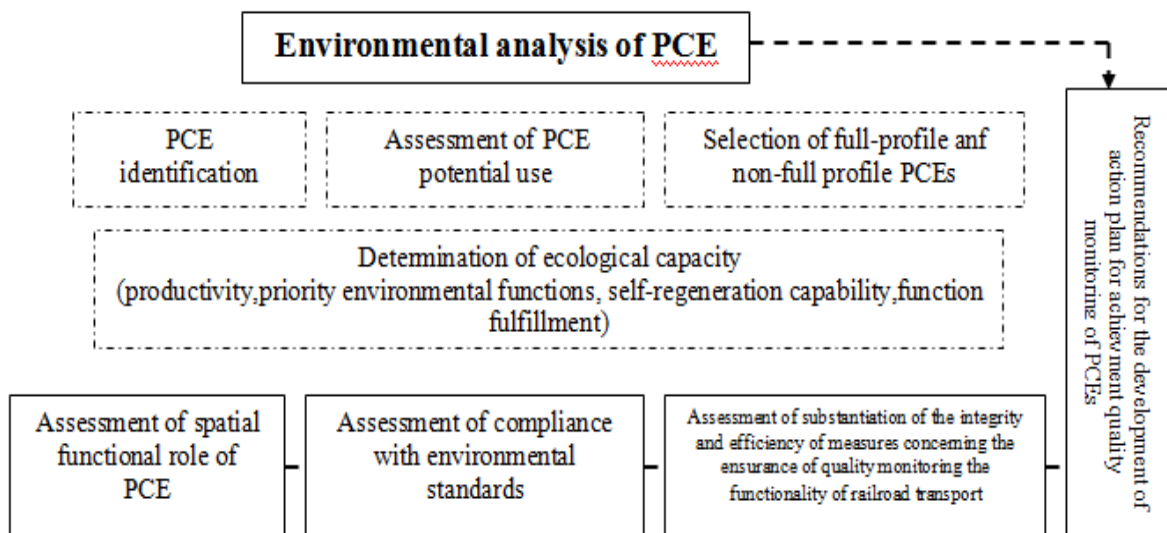 Environmental analysis of PCE
PCE
identification
Assessment of PCE
potential use
Selection of full-profile anf
non-full profile PCEs
Determination of ecological capacity
(productivity,priority environmental functions, self-regeneration capability,function
fulfillment)
Assessment of spatial
functional role of
PCE
Assessment of compliance
with environmental
standards
Assessment of substantiation of the integrity
and efficiency of measures concerning the
ensurance of quality monitoring the
functionality of railroad transport
Recommendations for the development of
action plan for achievment quality
monitoring of PCEs